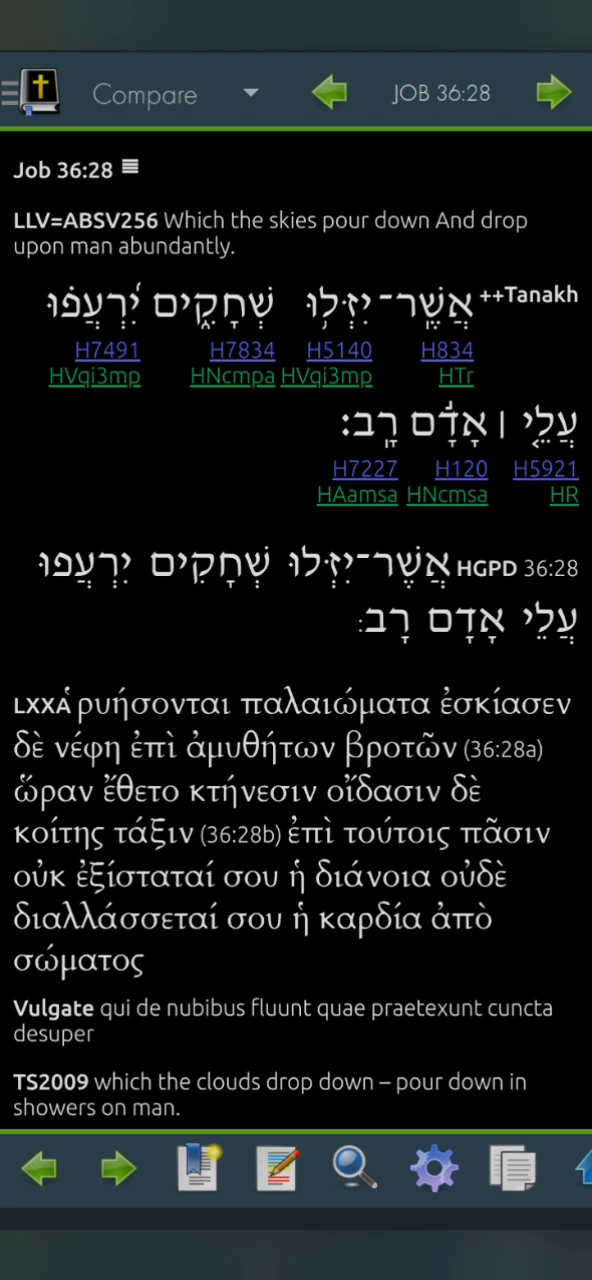 Compare
JOB 36:28
Job 36:28
LLV=ABSV256 Which the skies pour down And drop
upon man abundantly.
++Tanakh אֲשֶֽׁר־יִזְּל֥וּ שְׁחָקִ֑ים יִ֝רְעֲפ֗וּ
H834 H5140 H7834 H7491
HTr HVqi3mp HNcmpa HVqi3mp
עֲלֵ֤י ׀ אָדָ֬ם רָֽב׃
H5921 H120 H7227
HR HNcmsa HAamsa
HGPD 36:28 אֲשֶׁר־יִזְּלוּ שְׁחָקִים יִרְעֲפוּ
עֲלֵי אָדָם רָב׃
LXXA ῥυήσονται παλαιώματα ἐσκίασεν
δὲ νέφη ἐπὶ ἀμυθήτων βροτῶν (36:28a)
ὥραν ἔθετο κτήνεσιν οἴδασιν δὲ
κοίτης τάξιν (36:28b) ἐπὶ τούτοις πᾶσιν
οὐκ ἐξίσταταί σου ἡ διάνοια οὐδὲ
διαλλάσσεταί σου ἡ καρδία ἀπὸ
σώματος
Vulgate qui de nubibus fluunt quae praetexunt cuncta
desuper
TS2009 which the clouds drop down – pour down in
showers on man.